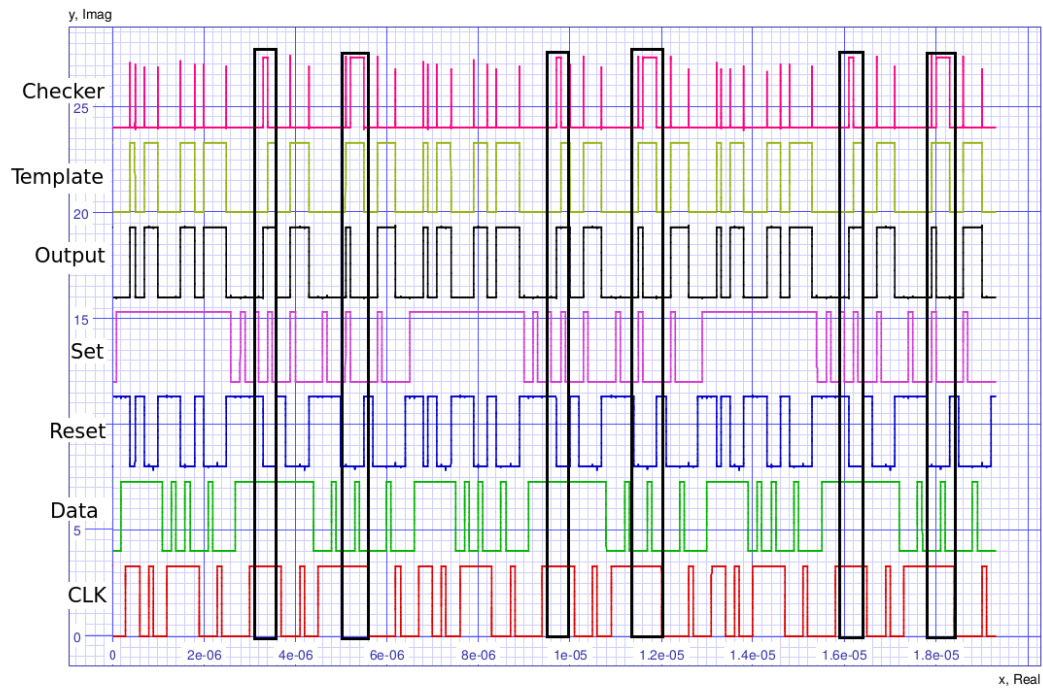 y, Imag
Checker
25
Template
20
Output
15
Set
Reset
Data
5
CLK
0
0 2e-06 4e-06 6e-06 8e-06 1e-05 1.2e-05 1.4e-05 1.6e-05 1.8e-05
x, Real